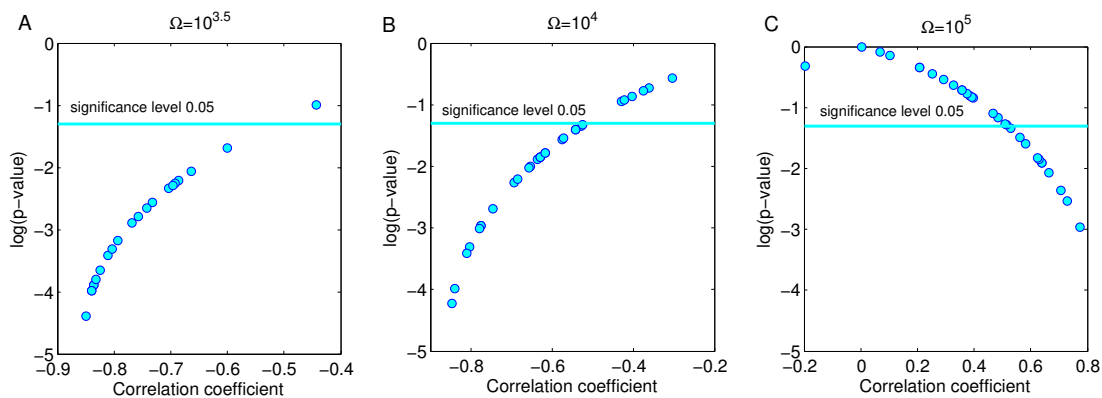 A
Ω=10^3.5
0
−1
−2
−3
−4
−5
log(p−value)
significance level 0.05
−0.9
−0.8
−0.7
−0.6
−0.5
−0.4
Correlation coefficient
B
Ω=10^4
0
−1
−2
−3
−4
−5
log(p−value)
significance level 0.05
−0.8
−0.6
−0.4
−0.2
Correlation coefficient
C
Ω=10^5
0
−1
−2
−3
−4
−5
log(p−value)
significance level 0.05
−0.2
0
0.2
0.4
0.6
0.8
Correlation coefficient